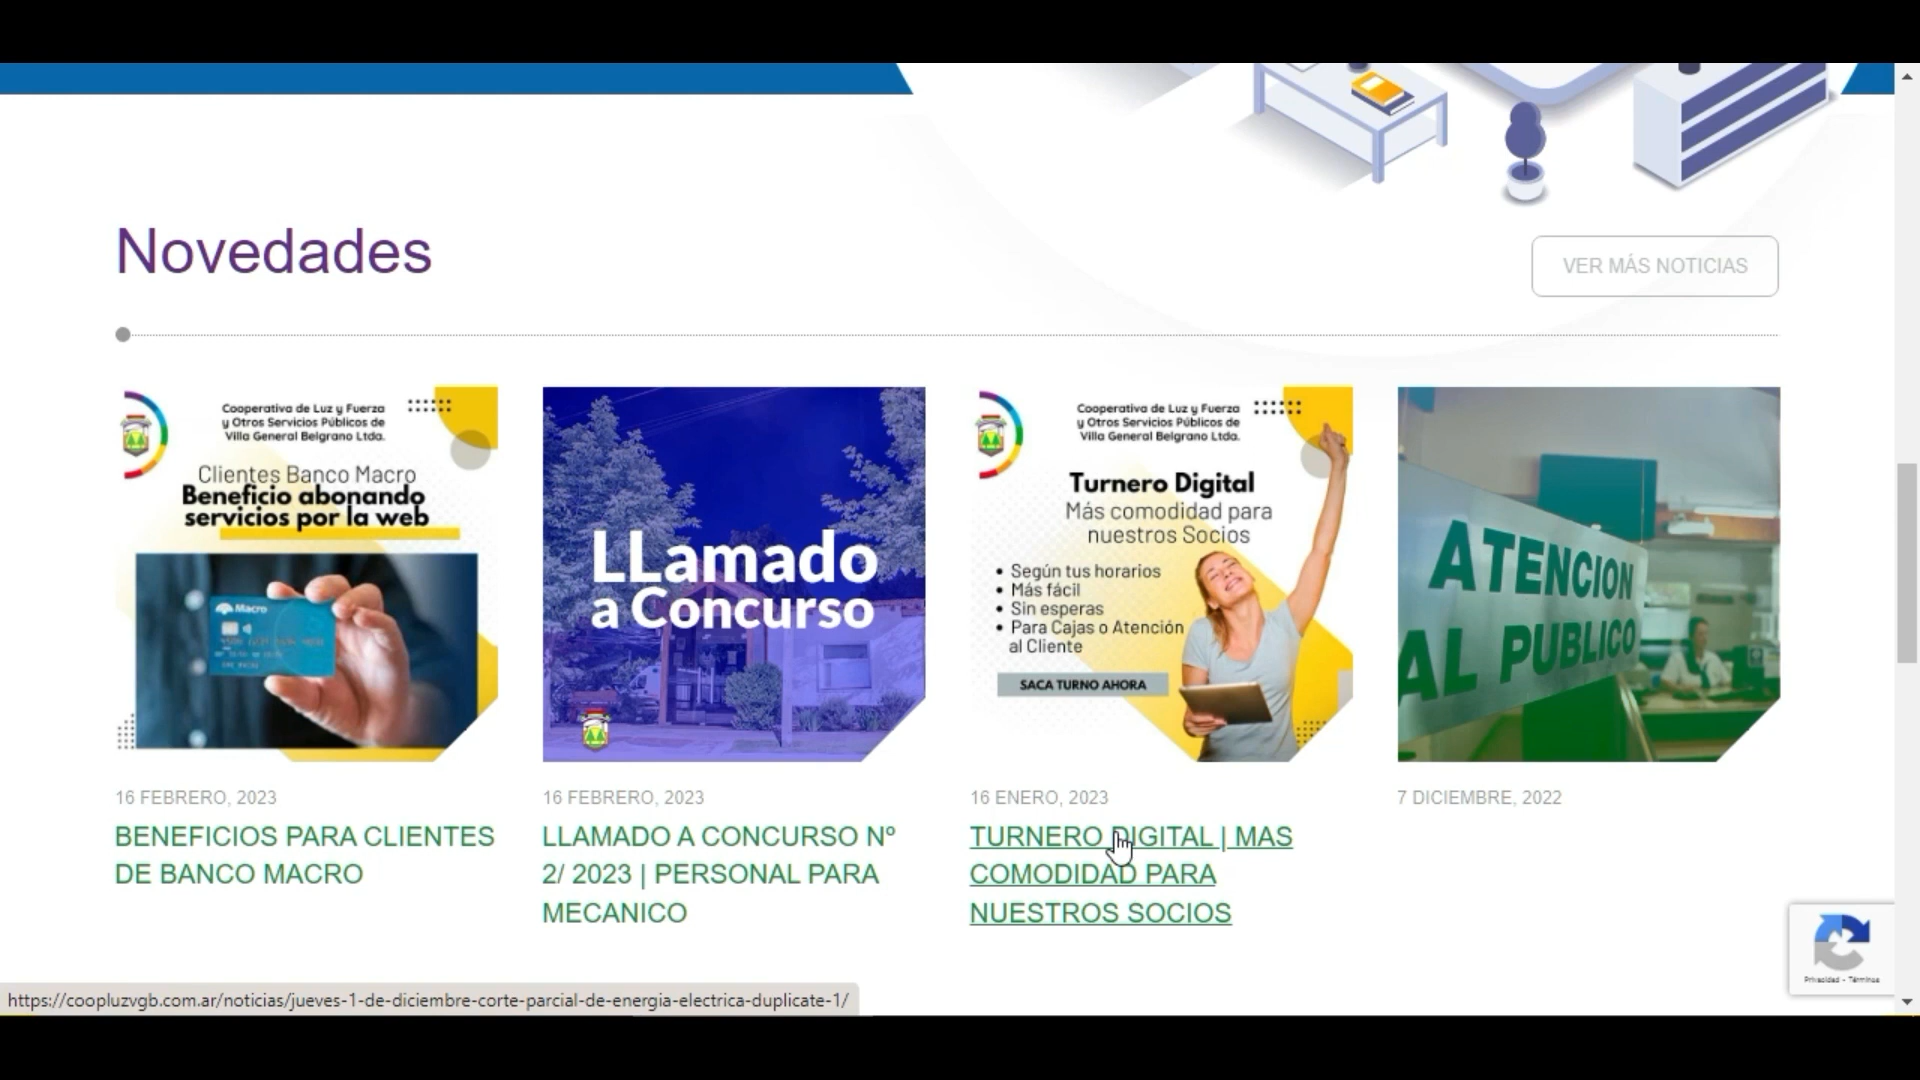 Novedades
VER MÁS NOTICIAS
Cooperativa de Luz y Fuerza
y Otros Servicios Públicos de
Villa General Belgrano Ltda.
Clientes Banco Macro
Beneficio abonando
servicios por la web
Macro
16 FEBRERO, 2023
BENEFICIOS PARA CLIENTES
DE BANCO MACRO
LLamado
a Concurso
16 FEBRERO, 2023
LLAMADO A CONCURSO Nº
2/ 2023 | PERSONAL PARA
MECANICO
Cooperativa de Luz y Fuerza
y Otros Servicios Públicos de
Villa General Belgrano Ltda.
Turnero Digital
Más comodidad para
nuestros Socios
• Según tus horarios
• Más fácil
• Sin esperas
• Para Cajas o Atención
al Cliente
SACA TURNO AHORA
16 ENERO, 2023
TURNERO DIGITAL | MAS
COMODIDAD PARA
NUESTROS SOCIOS
ATENCION
AL PUBLICO
7 DICIEMBRE, 2022
Privacidad - Términos
https://coopluzvgb.com.ar/noticias/jueves-1-de-diciembre-corte-parcial-de-energia-electrica-duplicate-1/